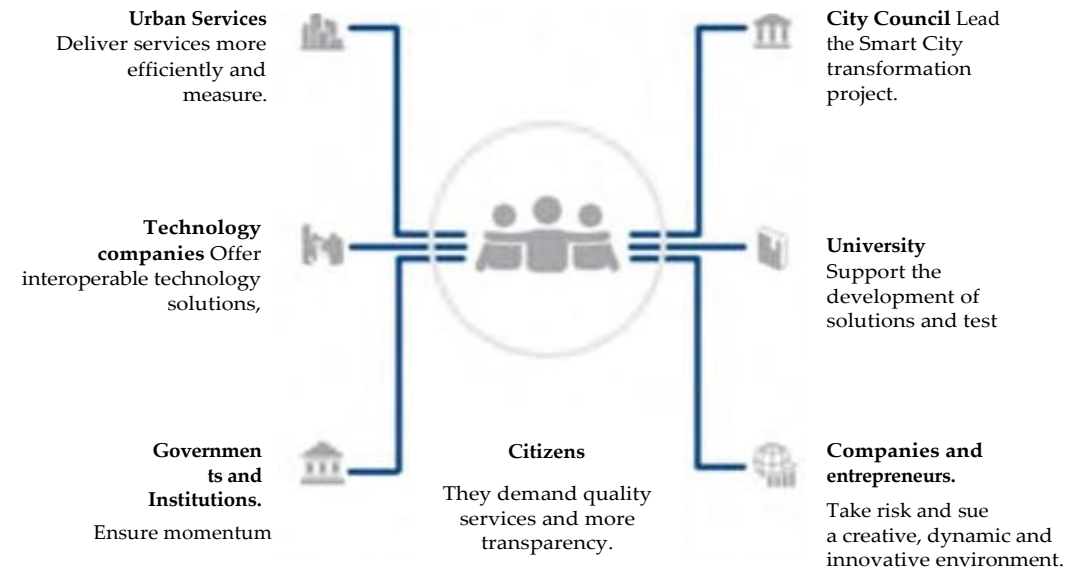 Urban Services
Deliver services more
efficiently and
measure.
City Council Lead
the Smart City
transformation
project.
Technology
companies Offer
interoperable technology
solutions,
University
Support the
development of
solutions and test
Governmen
ts and
Institutions.
Ensure momentum
Citizens
They demand quality
services and more
transparency.
Companies and
entrepreneurs.
Take risk and sue
a creative, dynamic and
innovative environment.